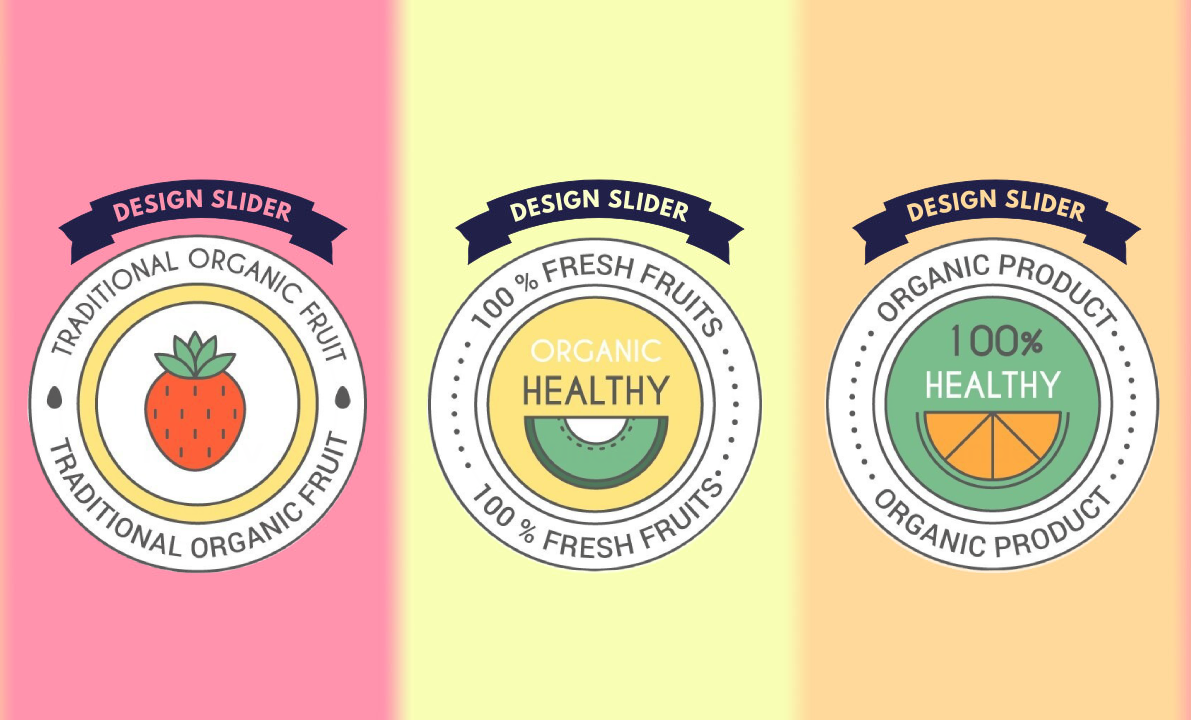 DESIGN SLIDER
TRADITIONAL ORGANIC FRUIT
TRADITIONAL ORGANIC FRUIT
DESIGN SLIDER
100 % FRESH FRUITS
ORGANIC
HEALTHY
100 % FRESH FRUITS
DESIGN SLIDER
ORGANIC PRODUCT
100%
HEALTHY
ORGANIC PRODUCT